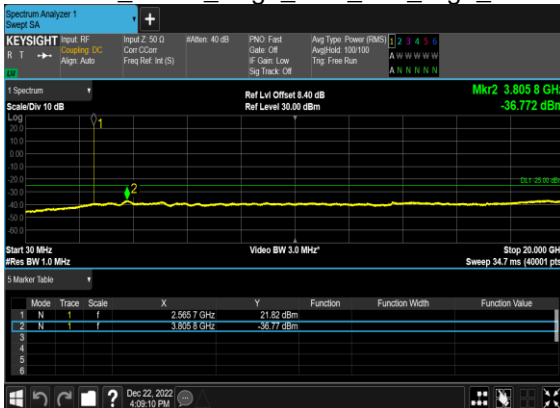 Spectrum Analyzer 1
Swept SA
+
KEYSIGHT Input: RF Input Z: 50 Ω #Atten: 40 dB PNO: Fast Avg Type: Power (RMS) 1 2 3 4 5 6
R T Coupling: DC Corr CCorr Gate: Off Avg|Hold: 100/100 A W W W W W
Align: Auto Freq Ref: Int (S) IF Gain: Low Trig: Free Run
LXI Sig Track: Off A N N N N N
1 Spectrum Ref Lvl Offset 8.40 dB Mkr2 3.805 8 GHz
Scale/Div 10 dB Ref Level 30.00 dBm -36.772 dBm
Log
1
20.0
10.0
0.00
-10.0
-20.0
DL1 -25.00 dBm
-30.0
2
-40.0
-50.0
-60.0
Start 30 MHz Video BW 3.0 MHz* Stop 20.000 GHz
#Res BW 1.0 MHz Sweep 34.7 ms (40001 pts)
5 Marker Table
Mode Trace Scale X Y Function Function Width Function Value
1 N 1 f 2.565 7 GHz 21.82 dBm
2 N 1 f 3.805 8 GHz -36.77 dBm
3
4
5
6
? Dec 22, 2022
4:09:10 PM